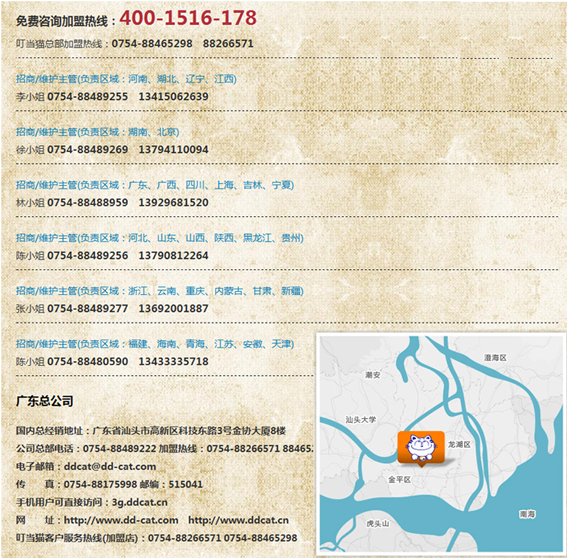 免费咨询加盟热线：400-1516-178
叮当猫总部加盟热线：0754-88465298 88266571
招商/维护主管(负责区域：河南、湖北、辽宁、江西)
李小姐 0754-88489255 13415062639
招商/维护主管(负责区域：湖南、北京)
徐小姐 0754-88489269 13794110094
招商/维护主管(负责区域：广东、广西、四川、上海、吉林、宁夏)
林小姐 0754-88488959 13929681520
招商/维护主管(负责区域：河北、山东、山西、陕西、黑龙江、贵州)
陈小姐 0754-88489256 13790812264
招商/维护主管(负责区域：浙江、云南、重庆、内蒙古、甘肃、新疆)
张小姐 0754-88489277 13692001887
招商/维护主管(负责区域：福建、海南、青海、江苏、安徽、天津)
陈小姐 0754-88480590 13433335718
广东总公司
国内总经销地址：广东省汕头市高新区科技东路3号金协大厦8楼
公司总部电话：0754-88489222 加盟热线：0754-88266571 88465
电子邮箱：ddcat@dd-cat.com
传 真：0754-88175998 邮编：515041
手机用户可直接访问：3g.ddcat.cn
网 址：http://www.dd-cat.com http://www.ddcat.cn
叮当猫客户服务热线(加盟店)：0754-88266571 0754-88465298
澄海区
潮安
汕头大学
龙湖区
金平区
南海
虎头山